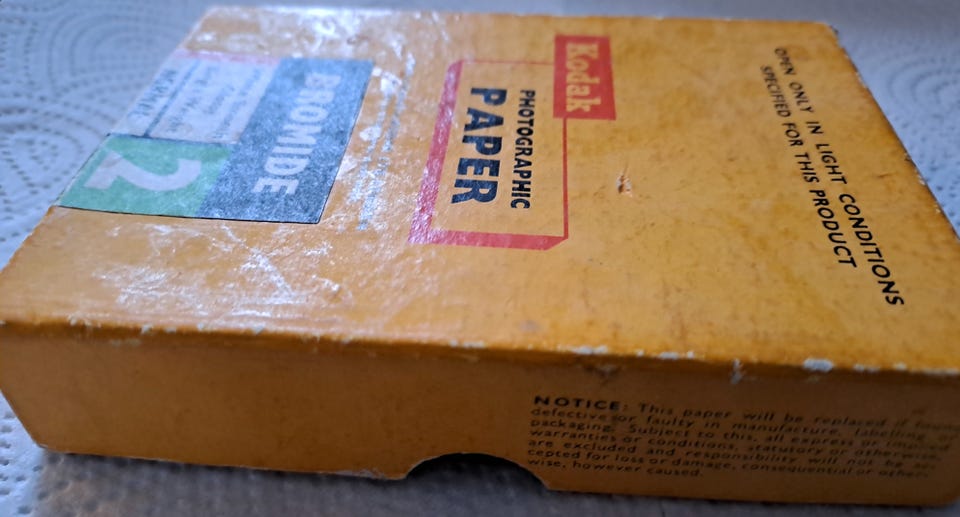 OPEN ONLY IN LIGHT CONDITIONS
SPECIFIED FOR THIS PRODUCT
Kodak
PHOTOGRAPHIC
PAPER
BROMIDE
2
NOTICE: This paper will be replaced if found
defective or faulty in manufacture, labelling or
packaging. Subject to this, all express or implied
warranties or conditions, statutory or otherwise,
are excluded and responsibility will not be ac-
cepted for loss or damage, consequential or other-
wise, however caused.